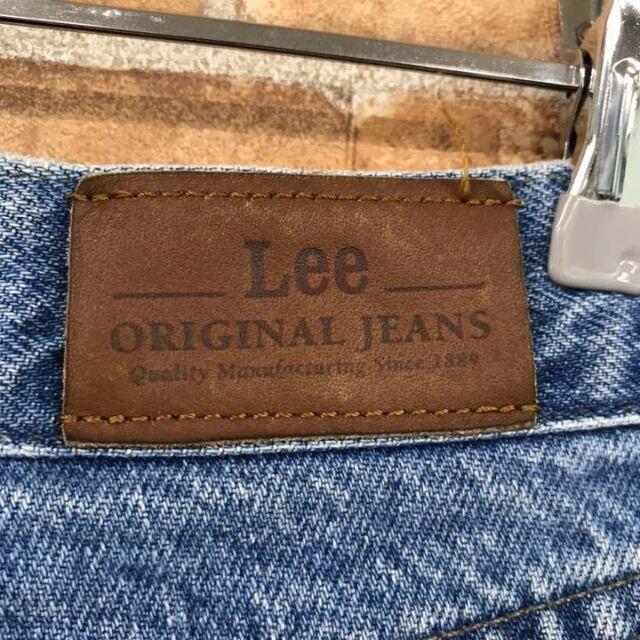 Lee
ORIGINAL JEANS
Quality Manufacturing Since 1889